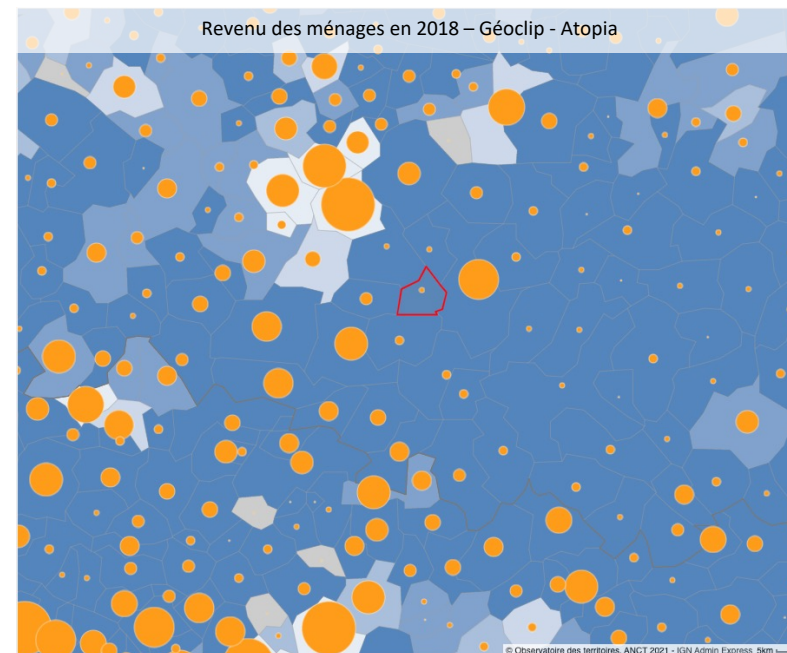 Revenu des ménages en 2018 – Géoclip - Atopia
© Observatoire des territoires, ANCT 2021 - IGN Admin Express 5km